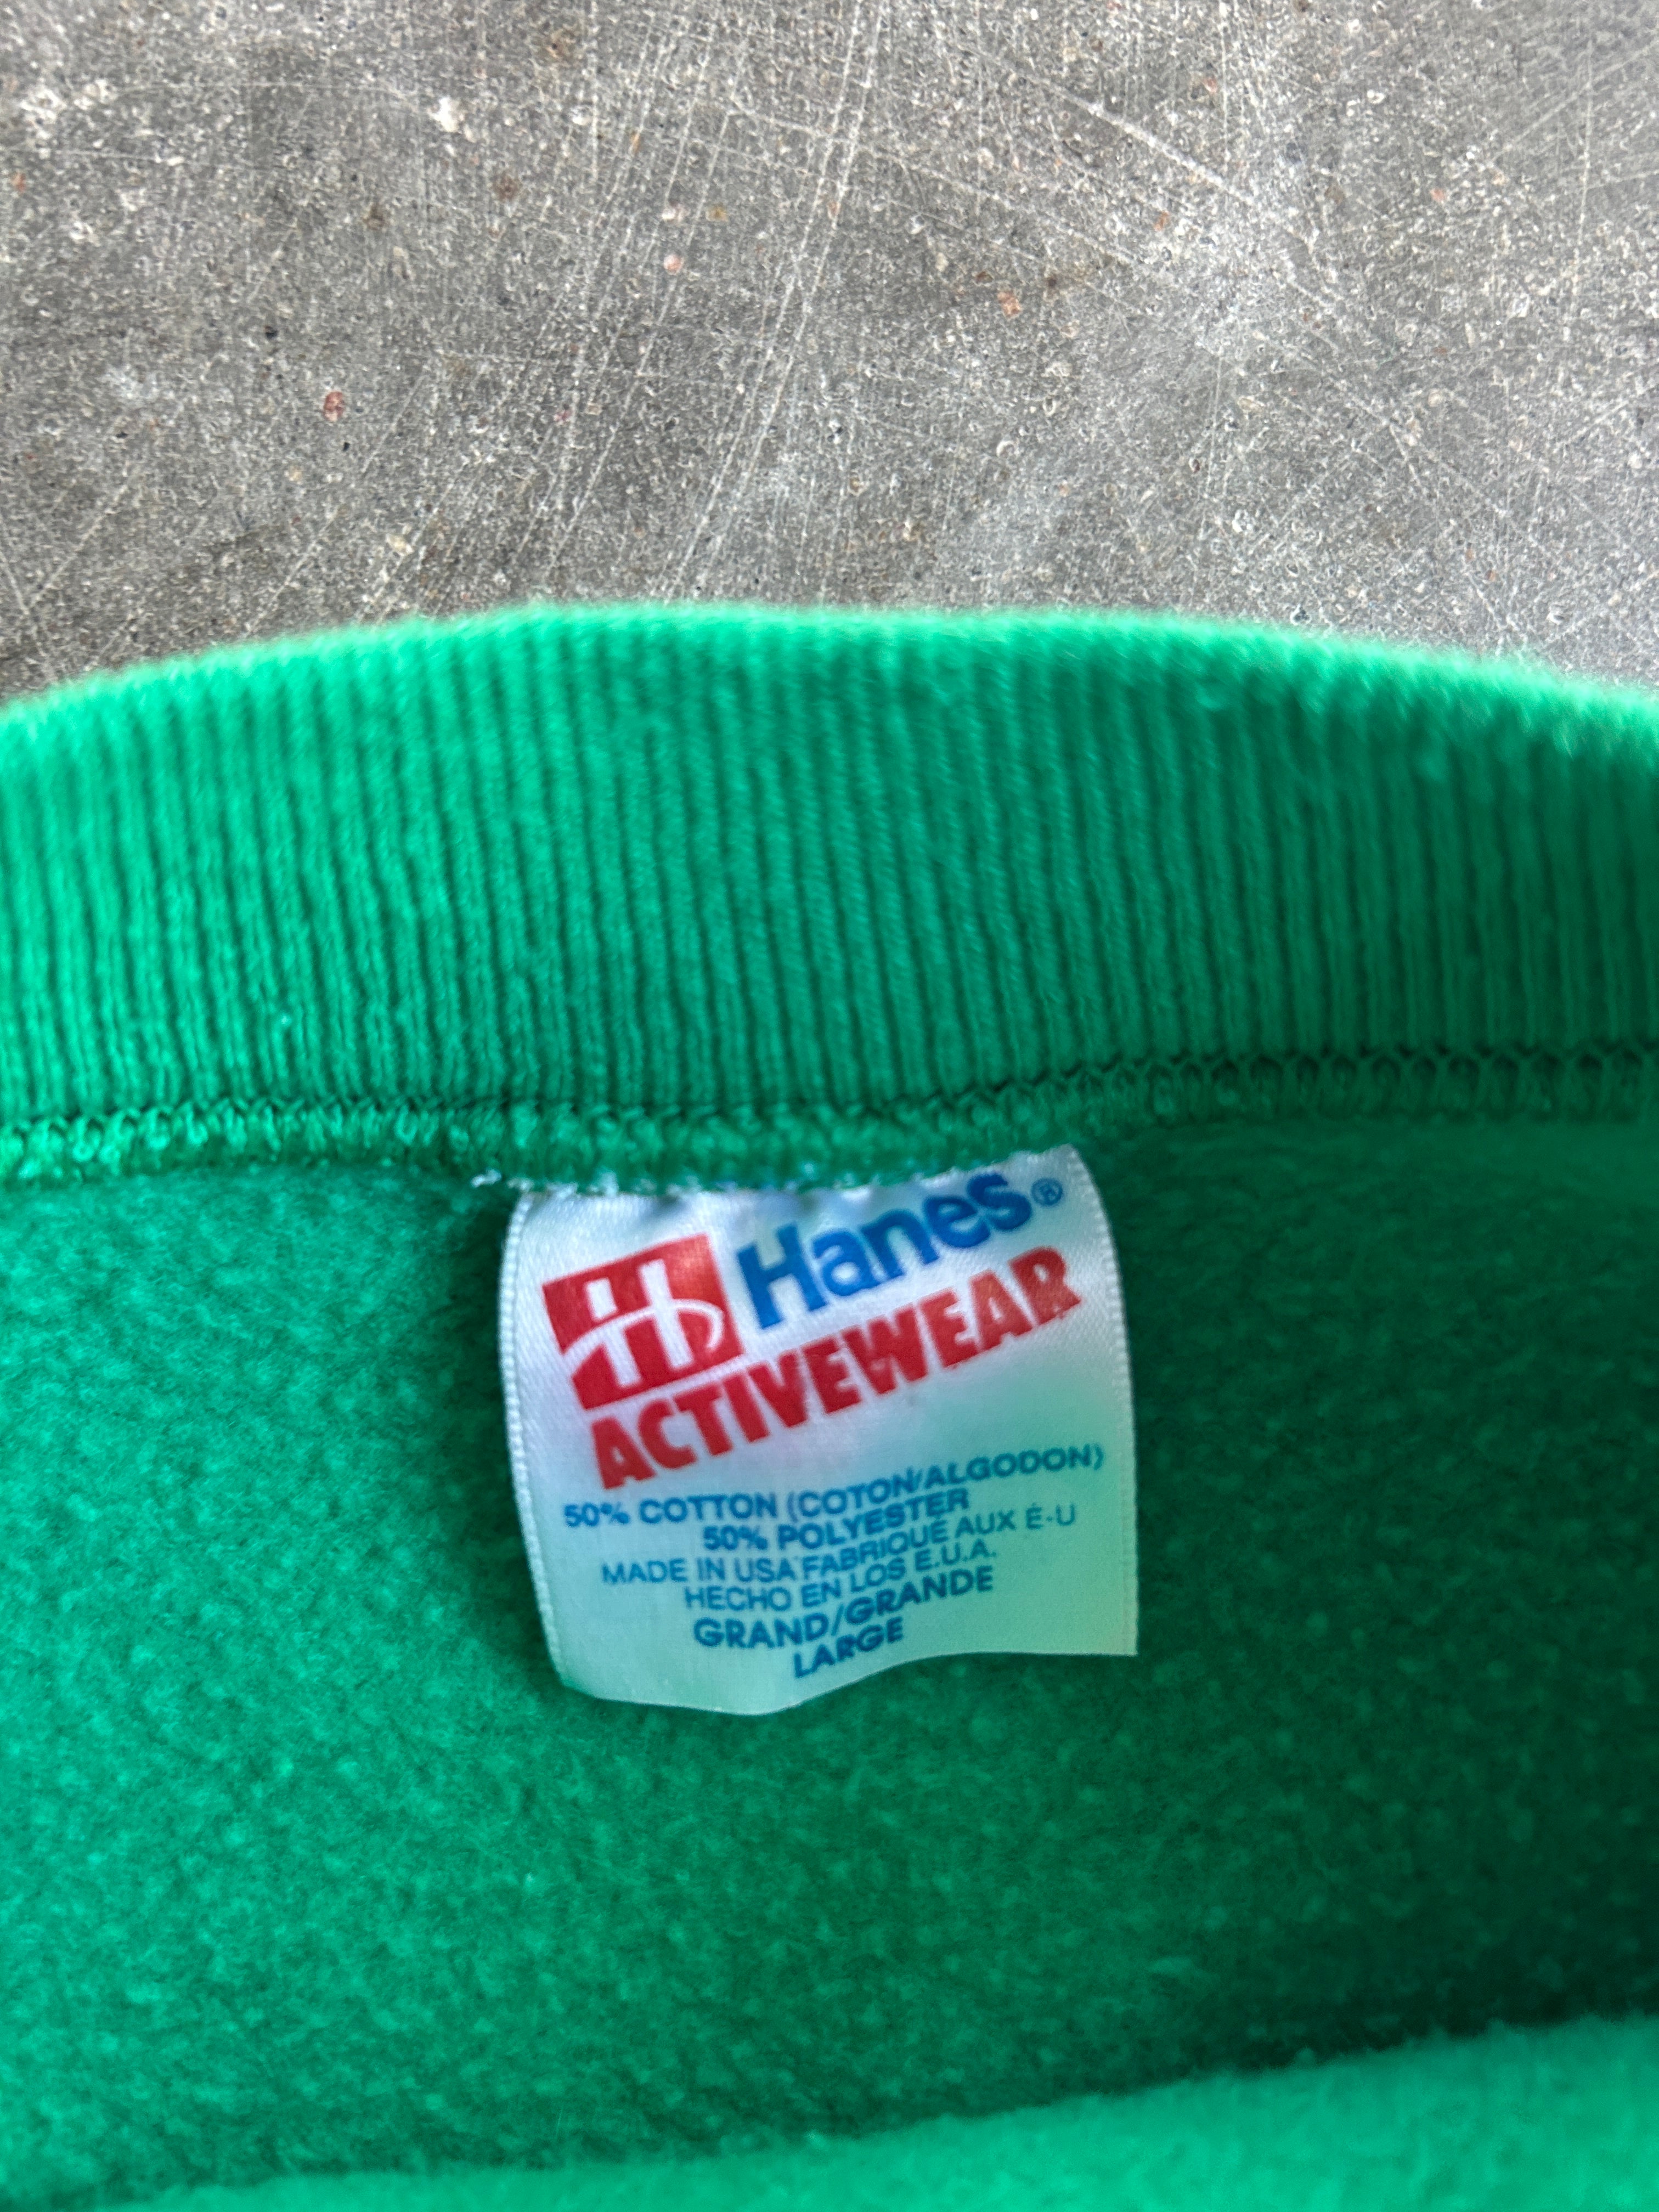 Hanes®
ACTIVEWEAR
50% COTTON (COTON/ALGODON)
50% POLYESTER
MADE IN USA FABRIQUÉ AUX É-U
HECHO EN LOS E.U.A.
GRAND/GRANDE
LARGE